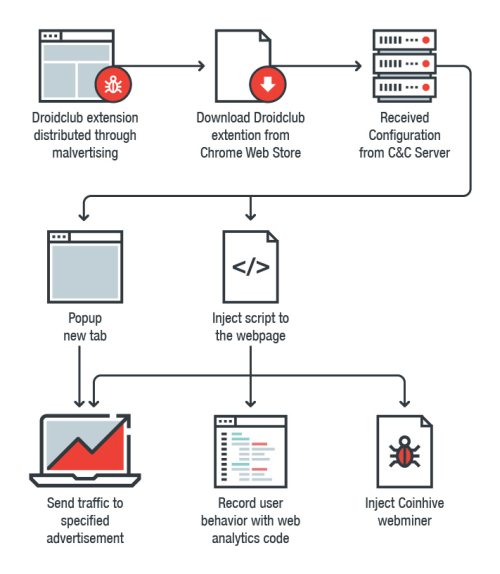 Droidclub extension
distributed through
malvertising
Download Droidclub
extention from
Chrome Web Store
Received
Configuration
from C&C Server
Popup
new tab
</>
Inject script to
the webpage
Send traffic to
specified
advertisement
Record user
behavior with web
analytics code
Inject Coinhive
webminer